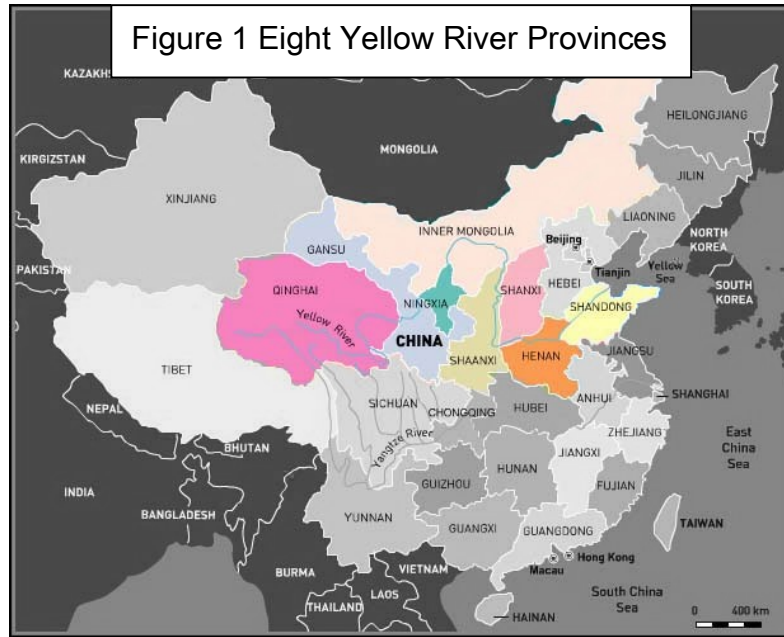 Figure 1 Eight Yellow River Provinces
KAZAKHS
HEILONGJIANG
MONGOLIA
KIRGIZSTAN
JILIN
XINJIANG
LIAONING
INNER MONGOLIA
NORTH
KOREA
Beijing
GANSU
Tianjin
Yellow
Sea
PAKISTAN
SOUTH
KOREA
HEBEI
SHANXI
QINGHAI
NINGXIA
SHANDONG
Yellow River
CHINA
HENAN
JIANGSU
SHAANXI
TIBET
SICHUAN
CHONGQING
HUBEI
ANHUI
SHANGHAI
NEPAL
Yangtze River
ZHEJIANG
BHUTAN
East
China
Sea
JIANGXI
HUNAN
INDIA
GUIZHOU
FUJIAN
BANGLADESH
YUNNAN
GUANGXI
GUANGDONG
TAIWAN
Hong Kong
Macau
BURMA
VIETNAM
LAOS
South China
Sea
THAILAND
HAINAN
0 400 km